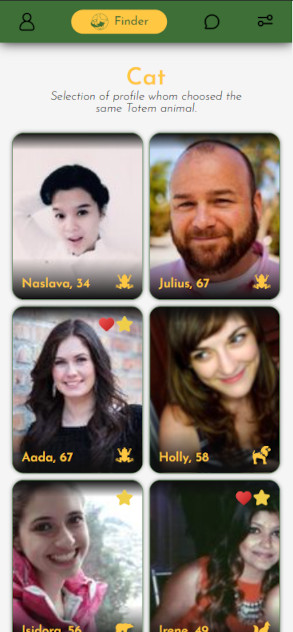 Finder
Cat
Selection of profile whom choosed the
same Totem animal.
Naslava, 34
Julius, 67
Aada, 67
Holly, 58
Isidora, 56
Irene, 49